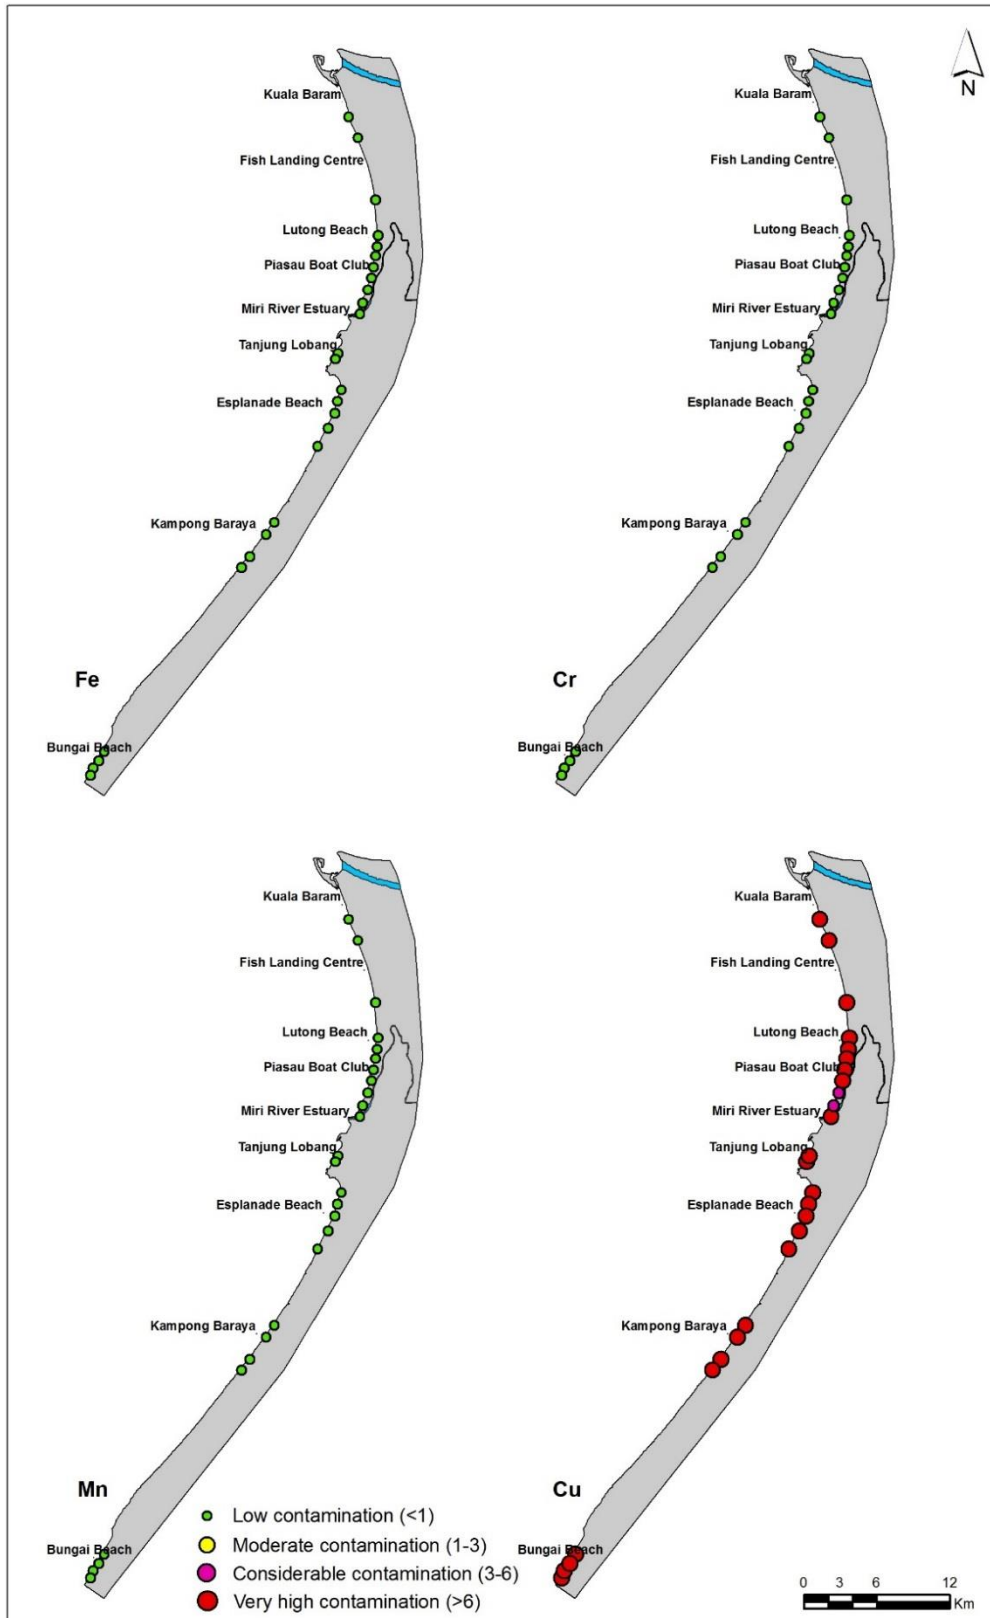 N
Kuala Baram
Fish Landing Centre
Lutong Beach
Piasau Boat Club
Miri River Estuary
Tanjung Lobang
Esplanade Beach
Kampong Baraya
Fe
Bungai Beach
Kuala Baram
Fish Landing Centre
Lutong Beach
Piasau Boat Club
Miri River Estuary
Tanjung Lobang
Esplanade Beach
Kampong Baraya
Cr
Bungai Beach
Kuala Baram
Fish Landing Centre
Lutong Beach
Piasau Boat Club
Miri River Estuary
Tanjung Lobang
Esplanade Beach
Kampong Baraya
Mn
Bungai Beach
Kuala Baram
Fish Landing Centre
Lutong Beach
Piasau Boat Club
Miri River Estuary
Tanjung Lobang
Esplanade Beach
Kampong Baraya
Cu
Bungai Beach
Low contamination (<1)
Moderate contamination (1-3)
Considerable contamination (3-6)
Very high contamination (>6)
0 3 6 12
Km